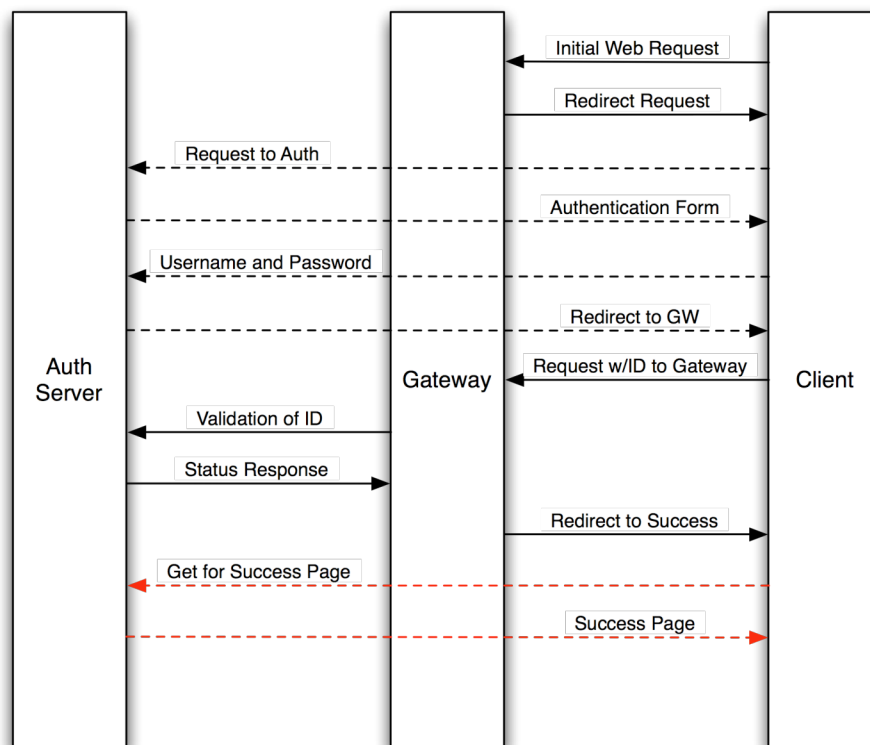 Initial Web Request
Redirect Request
Request to Auth
Authentication Form
Username and Password
Redirect to GW
Auth
Server
Gateway
Request w/ID to Gateway
Client
Validation of ID
Status Response
Redirect to Success
Get for Success Page
Success Page